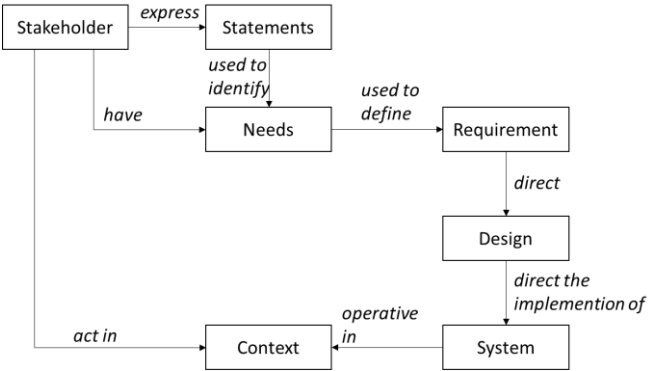 Stakeholder
express
Statements
used to
identify
have
Needs
used to
define
Requirement
direct
Design
direct the
implemention of
act in
Context
operative
in
System